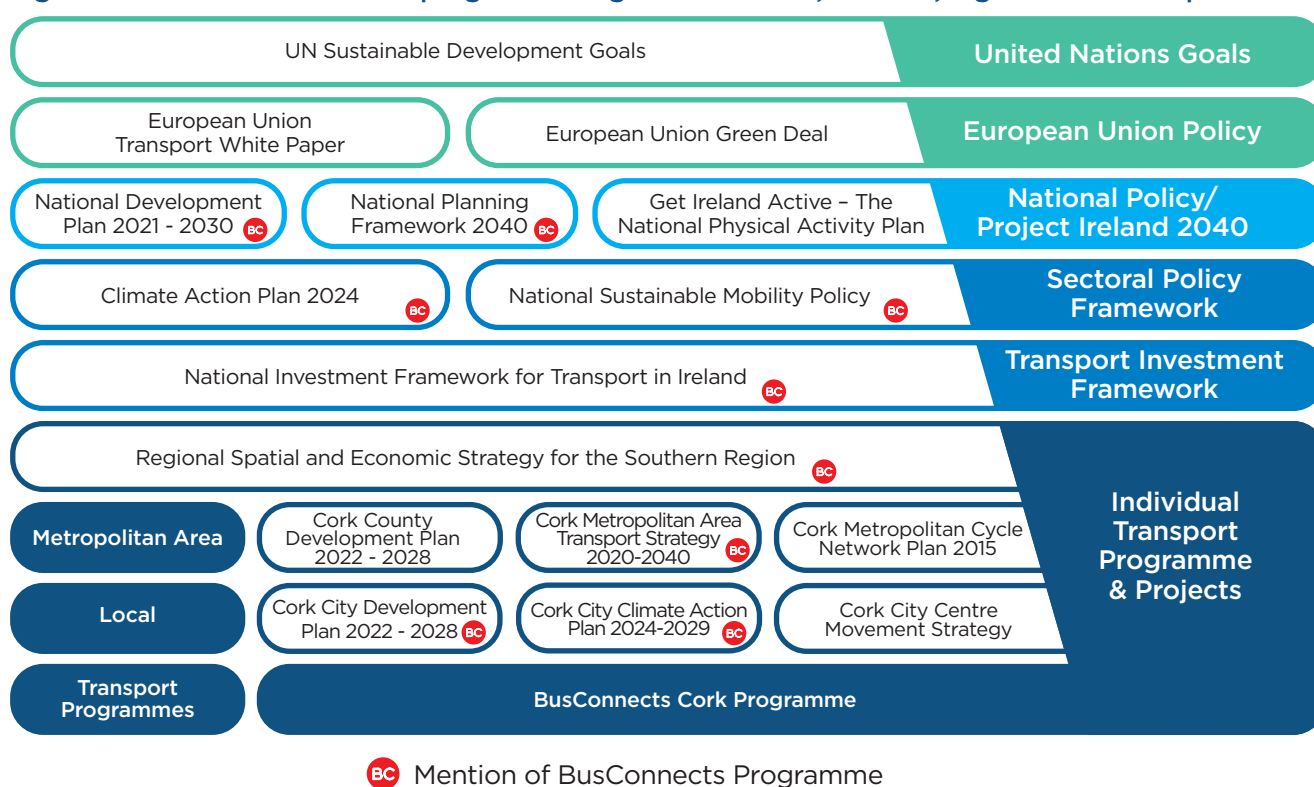 UN Sustainable Development Goals
United Nations Goals
European Union
Transport White Paper
European Union Green Deal
European Union Policy
National Development
Plan 2021 - 2030
BC
National Planning
Framework 2040
BC
Get Ireland Active – The
National Physical Activity Plan
National Policy/
Project Ireland 2040
Climate Action Plan 2024
BC
National Sustainable Mobility Policy
BC
Sectoral Policy
Framework
National Investment Framework for Transport in Ireland
BC
Transport Investment
Framework
Regional Spatial and Economic Strategy for the Southern Region
BC
Individual
Transport
Programme
& Projects
Metropolitan Area
Cork County
Development Plan
2022 - 2028
Cork Metropolitan Area
Transport Strategy
2020-2040
BC
Cork Metropolitan Cycle
Network Plan 2015
Local
Cork City Development
Plan 2022 - 2028
BC
Cork City Climate Action
Plan 2024-2029
BC
Cork City Centre
Movement Strategy
Transport
Programmes
BusConnects Cork Programme
BC Mention of BusConnects Programme